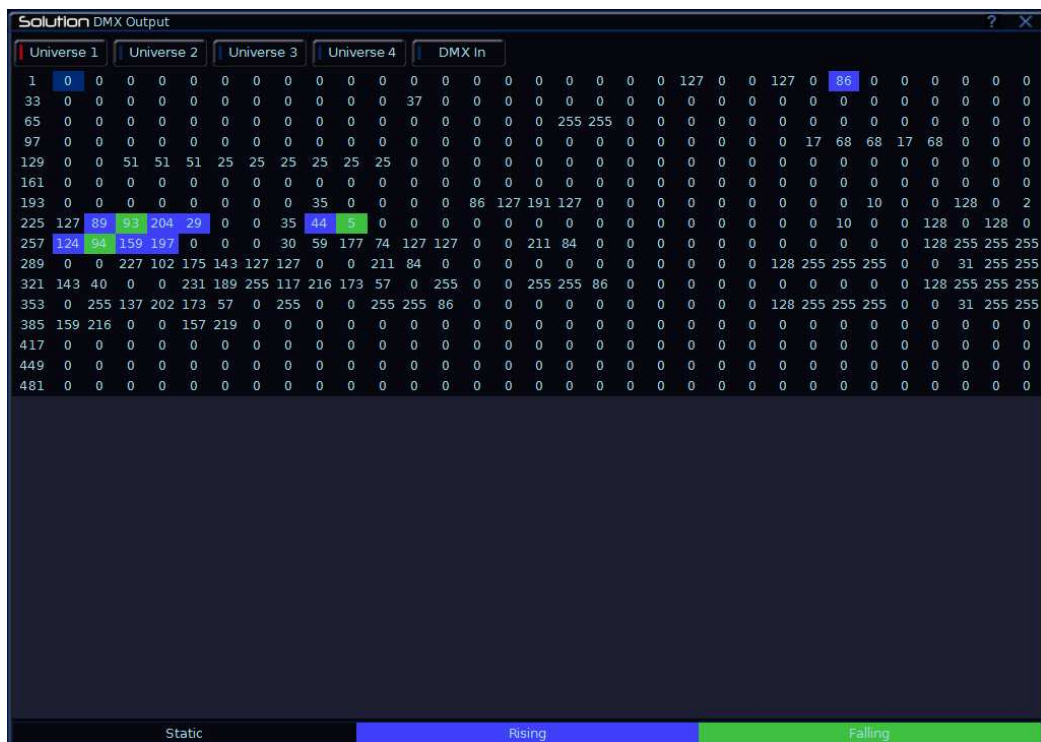 Solution DMX Output ? X
Universe 1 Universe 2 Universe 3 Universe 4 DMX In
1 0 0 0 0 0 0 0 0 0 0 0 0 0 0 0 0 0 0 0 0 127 0 0 127 0 86 0 0 0 0 0 0
33 0 0 0 0 0 0 0 0 0 0 0 37 0 0 0 0 0 0 0 0 0 0 0 0 0 0 0 0 0 0 0 0
65 0 0 0 0 0 0 0 0 0 0 0 0 0 0 0 0 255 255 0 0 0 0 0 0 0 0 0 0 0 0 0 0
97 0 0 0 0 0 0 0 0 0 0 0 0 0 0 0 0 0 0 0 0 0 0 0 0 17 68 68 17 68 0 0 0
129 0 0 51 51 51 25 25 25 25 25 25 0 0 0 0 0 0 0 0 0 0 0 0 0 0 0 0 0 0 0 0 0
161 0 0 0 0 0 0 0 0 0 0 0 0 0 0 0 0 0 0 0 0 0 0 0 0 0 0 0 0 0 0 0 0
193 0 0 0 0 0 0 0 0 35 0 0 0 0 86 127 191 127 0 0 0 0 0 0 0 0 0 10 0 0 128 0 2
225 127 89 93 204 29 0 0 35 44 5 0 0 0 0 0 0 0 0 0 0 0 0 0 0 0 10 0 0 128 0 128 0
257 124 94 159 197 0 0 0 30 59 177 74 127 127 0 0 211 84 0 0 0 0 0 0 0 0 0 0 0 128 255 255 255
289 0 0 227 102 175 143 127 127 0 0 211 84 0 0 0 0 0 0 0 0 0 0 0 128 255 255 255 0 0 31 255 255
321 143 40 0 0 231 189 255 117 216 173 57 0 255 0 0 255 255 86 0 0 0 0 0 0 0 0 0 0 128 255 255 255
353 0 255 137 202 173 57 0 255 0 0 255 255 86 0 0 0 0 0 0 0 0 0 0 128 255 255 255 0 0 31 255 255
385 159 216 0 0 157 219 0 0 0 0 0 0 0 0 0 0 0 0 0 0 0 0 0 0 0 0 0 0 0 0 0 0
417 0 0 0 0 0 0 0 0 0 0 0 0 0 0 0 0 0 0 0 0 0 0 0 0 0 0 0 0 0 0 0 0
449 0 0 0 0 0 0 0 0 0 0 0 0 0 0 0 0 0 0 0 0 0 0 0 0 0 0 0 0 0 0 0 0
481 0 0 0 0 0 0 0 0 0 0 0 0 0 0 0 0 0 0 0 0 0 0 0 0 0 0 0 0 0 0 0 0
Static Rising Falling